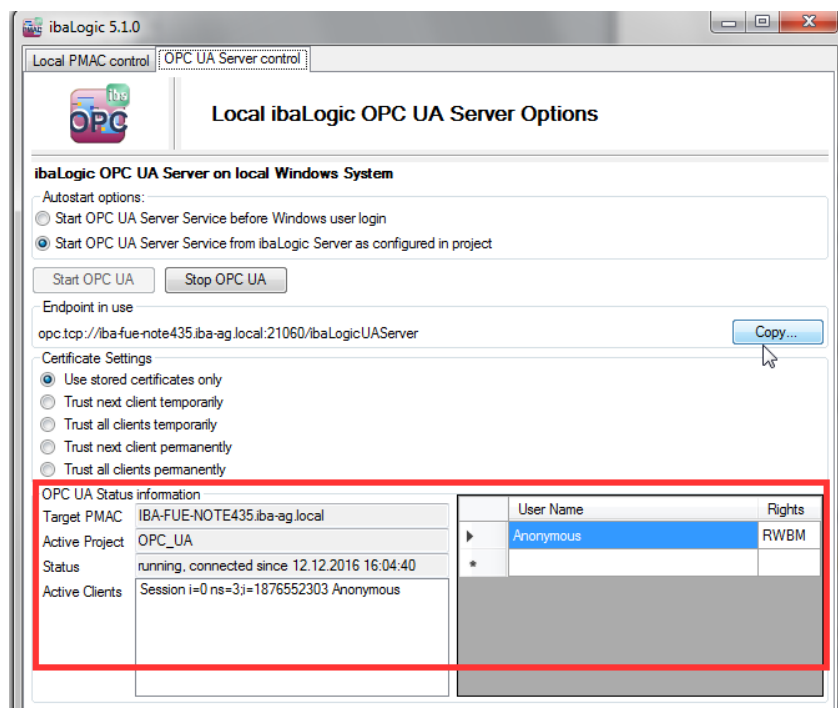 ibaLogic 5.1.0
Local PMAC control OPC UA Server control
ibs
OPC
Local ibaLogic OPC UA Server Options
ibaLogic OPC UA Server on local Windows System
Autostart options:
Start OPC UA Server Service before Windows user login
Start OPC UA Server Service from ibaLogic Server as configured in project
Start OPC UA Stop OPC UA
Endpoint in use
opc.tcp://iba-fue-note435.iba-ag.local:21060/ibaLogicUAServer Copy...
Certificate Settings
Use stored certificates only
Trust next client temporarily
Trust all clients temporarily
Trust next client permanently
Trust all clients permanently
OPC UA Status information
Target PMAC IBA-FUE-NOTE435.iba-ag.local
Active Project OPC_UA
Status running, connected since 12.12.2016 16:04:40
Active Clients Session i=0 ns=3;i=1876552303 Anonymous
User Name Rights
Anonymous RWBM